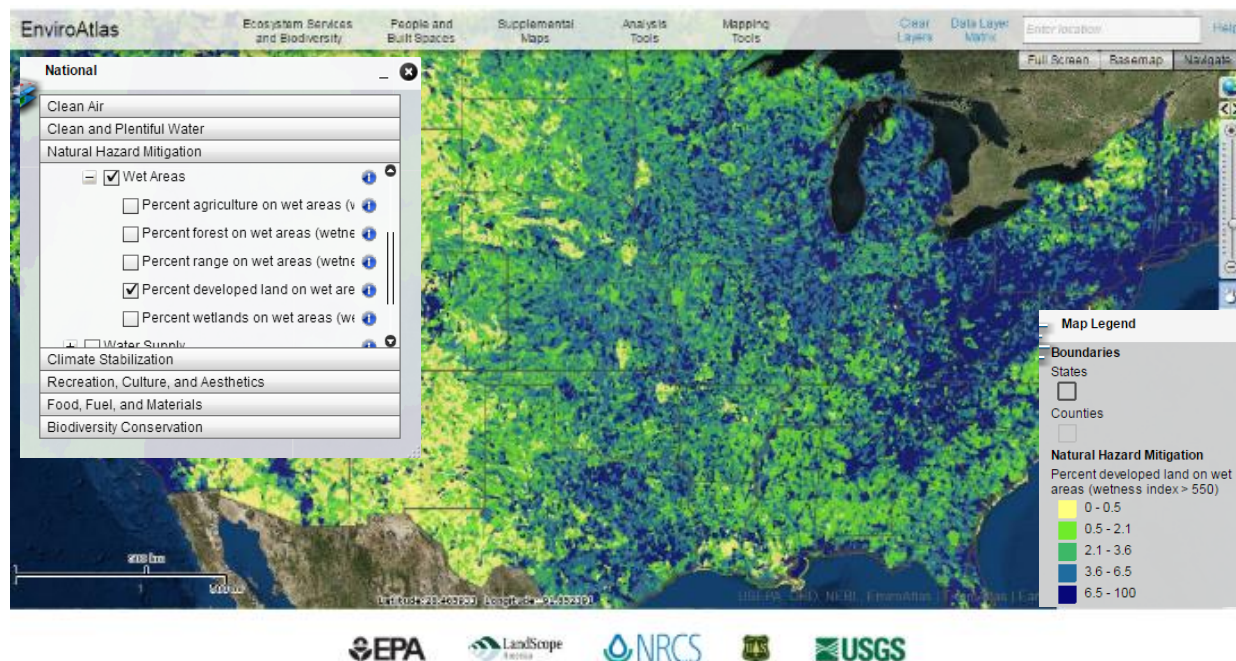 EnviroAtlas
Ecosystem Services
and Biodiversity
People and
Built Spaces
Supplemental
Maps
Analysis
Tools
Mapping
Tools
Clear
Layers
Data Layer
Matrix
Enter location
Help
Full Screen
Basemap
Navigate
National
Clean Air
Clean and Plentiful Water
Natural Hazard Mitigation
Wet Areas
Percent agriculture on wet areas (v
Percent forest on wet areas (wetne
Percent range on wet areas (wetne
Percent developed land on wet are
Percent wetlands on wet areas (we
Water Supply
Climate Stabilization
Recreation, Culture, and Aesthetics
Food, Fuel, and Materials
Biodiversity Conservation
Map Legend
Boundaries
States
Counties
Natural Hazard Mitigation
Percent developed land on wet
areas (wetness index > 550)
0 - 0.5
0.5 - 2.1
2.1 - 3.6
3.6 - 6.5
6.5 - 100
EPA
LandScope
America
NRCS
UAS
USGS